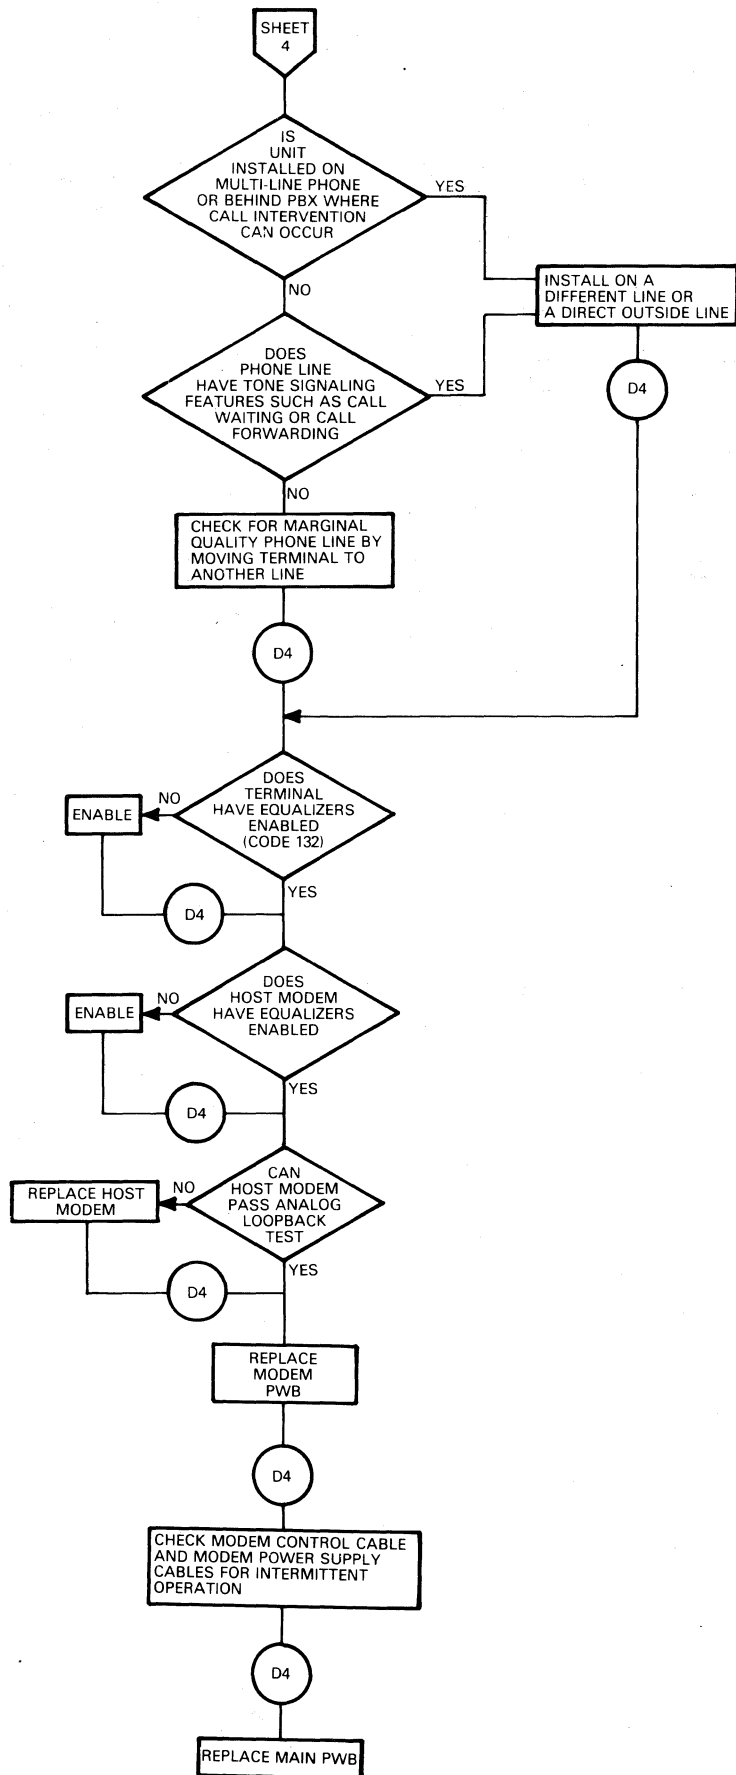 SHEET
4
IS
UNIT
INSTALLED ON
MULTI-LINE PHONE
OR BEHIND PBX WHERE
CALL INTERVENTION
CAN OCCUR
YES
NO
INSTALL ON A
DIFFERENT LINE OR
A DIRECT OUTSIDE LINE
D4
DOES
PHONE LINE
HAVE TONE SIGNALING
FEATURES SUCH AS CALL
WAITING OR CALL
FORWARDING
YES
NO
CHECK FOR MARGINAL
QUALITY PHONE LINE BY
MOVING TERMINAL TO
ANOTHER LINE
D4
DOES
TERMINAL
HAVE EQUALIZERS
ENABLED
(CODE 132)
NO
ENABLE
YES
D4
DOES
HOST MODEM
HAVE EQUALIZERS
ENABLED
NO
ENABLE
YES
D4
CAN
HOST MODEM
PASS ANALOG
LOOPBACK
TEST
NO
REPLACE HOST
MODEM
YES
D4
REPLACE
MODEM
PWB
D4
CHECK MODEM CONTROL CABLE
AND MODEM POWER SUPPLY
CABLES FOR INTERMITTENT
OPERATION
D4
REPLACE MAIN PWB